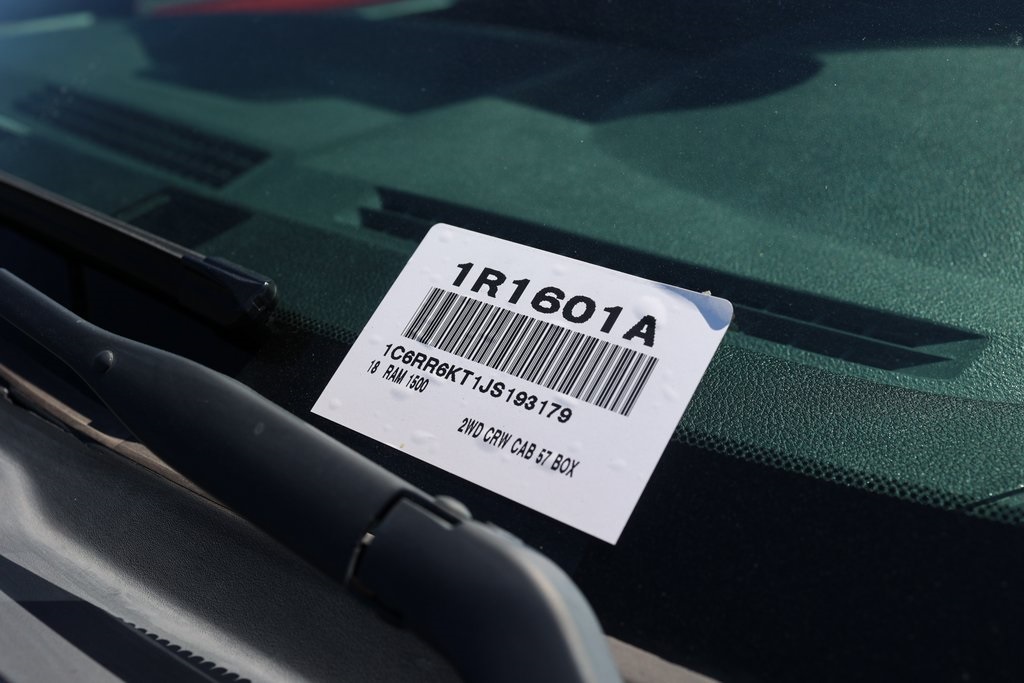 1R1601A
1C6RR6KT1JS193179
18 RAM 1500
2WD CRW CAB 57 BOX